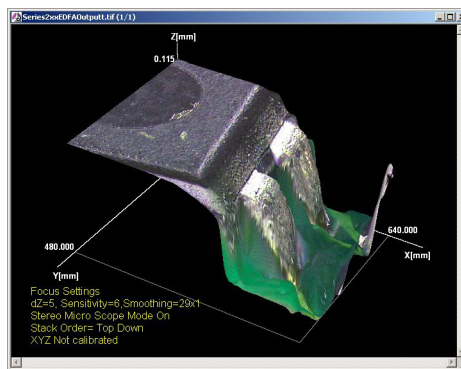 Series2xxEDFAOutputt.tif (1/1)
Z[mm]
0.115
640.000
X[mm]
480.000
Y[mm]
Focus Settings
dZ=5, Sensitivity=6,Smoothing=29x1
Stereo Micro Scope Mode On
Stack Order= Top Down
XYZ Not calibrated